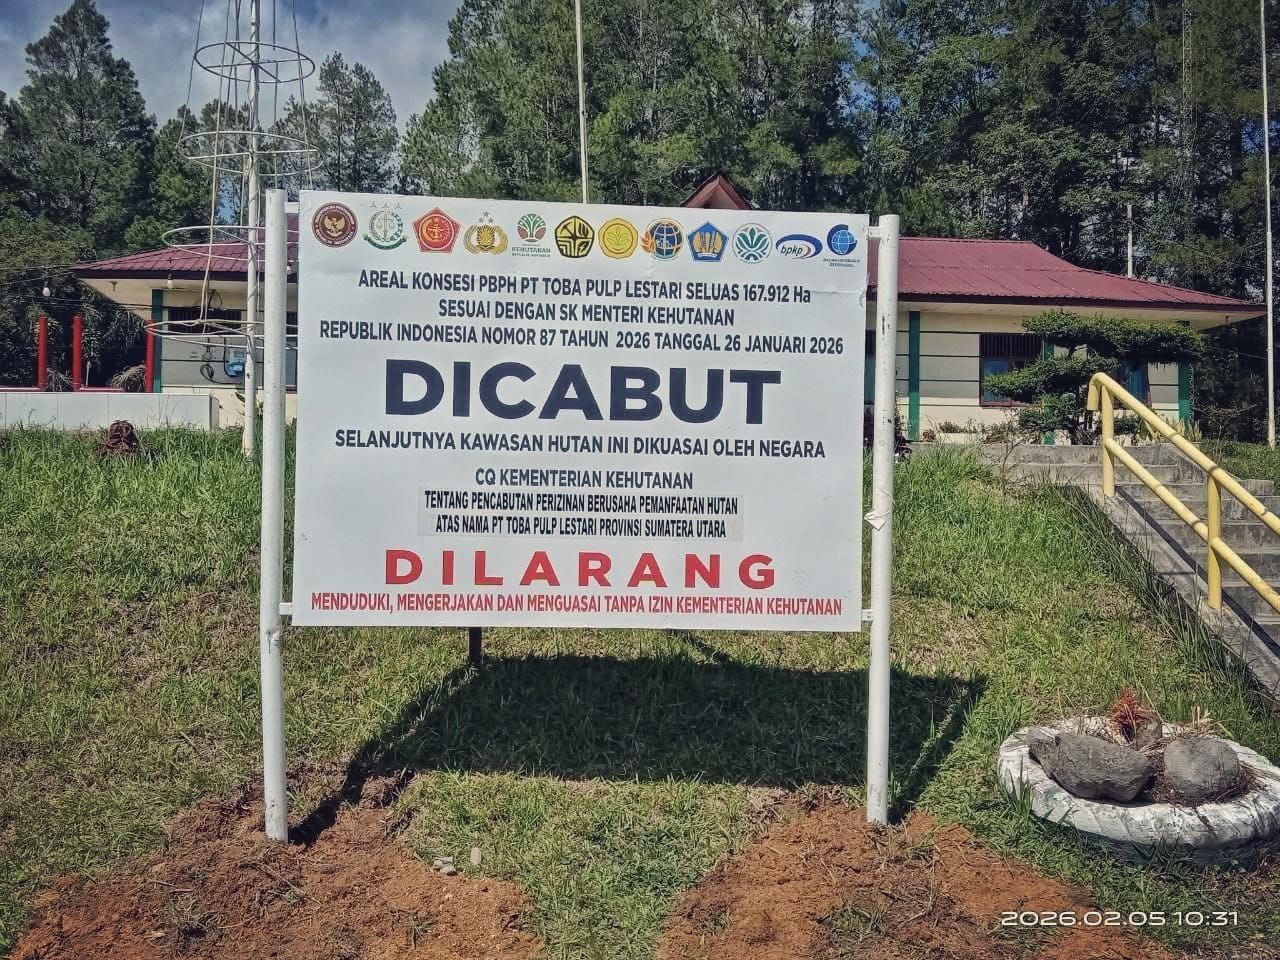 KEHUTANAN
bpkp
AREAL KONSESI PBPH PT TOBA PULP LESTARI SELUAS 167.912 Ha
SESUAI DENGAN SK MENTERI KEHUTANAN
REPUBLIK INDONESIA NOMOR 87 TAHUN 2026 TANGGAL 26 JANUARI 2026
DICABUT
SELANJUTNYA KAWASAN HUTAN INI DIKUASAI OLEH NEGARA
CQ KEMENTERIAN KEHUTANAN
TENTANG PENCABUTAN PERIZINAN BERUSAHA PEMANFAATAN HUTAN
ATAS NAMA PT TOBA PULP LESTARI PROVINSI SUMATERA UTARA
DILARANG
MENDUDUKI, MENGERJAKAN DAN MENGUASAI TANPA IZIN KEMENTERIAN KEHUTANAN
2026.02.05 10:31